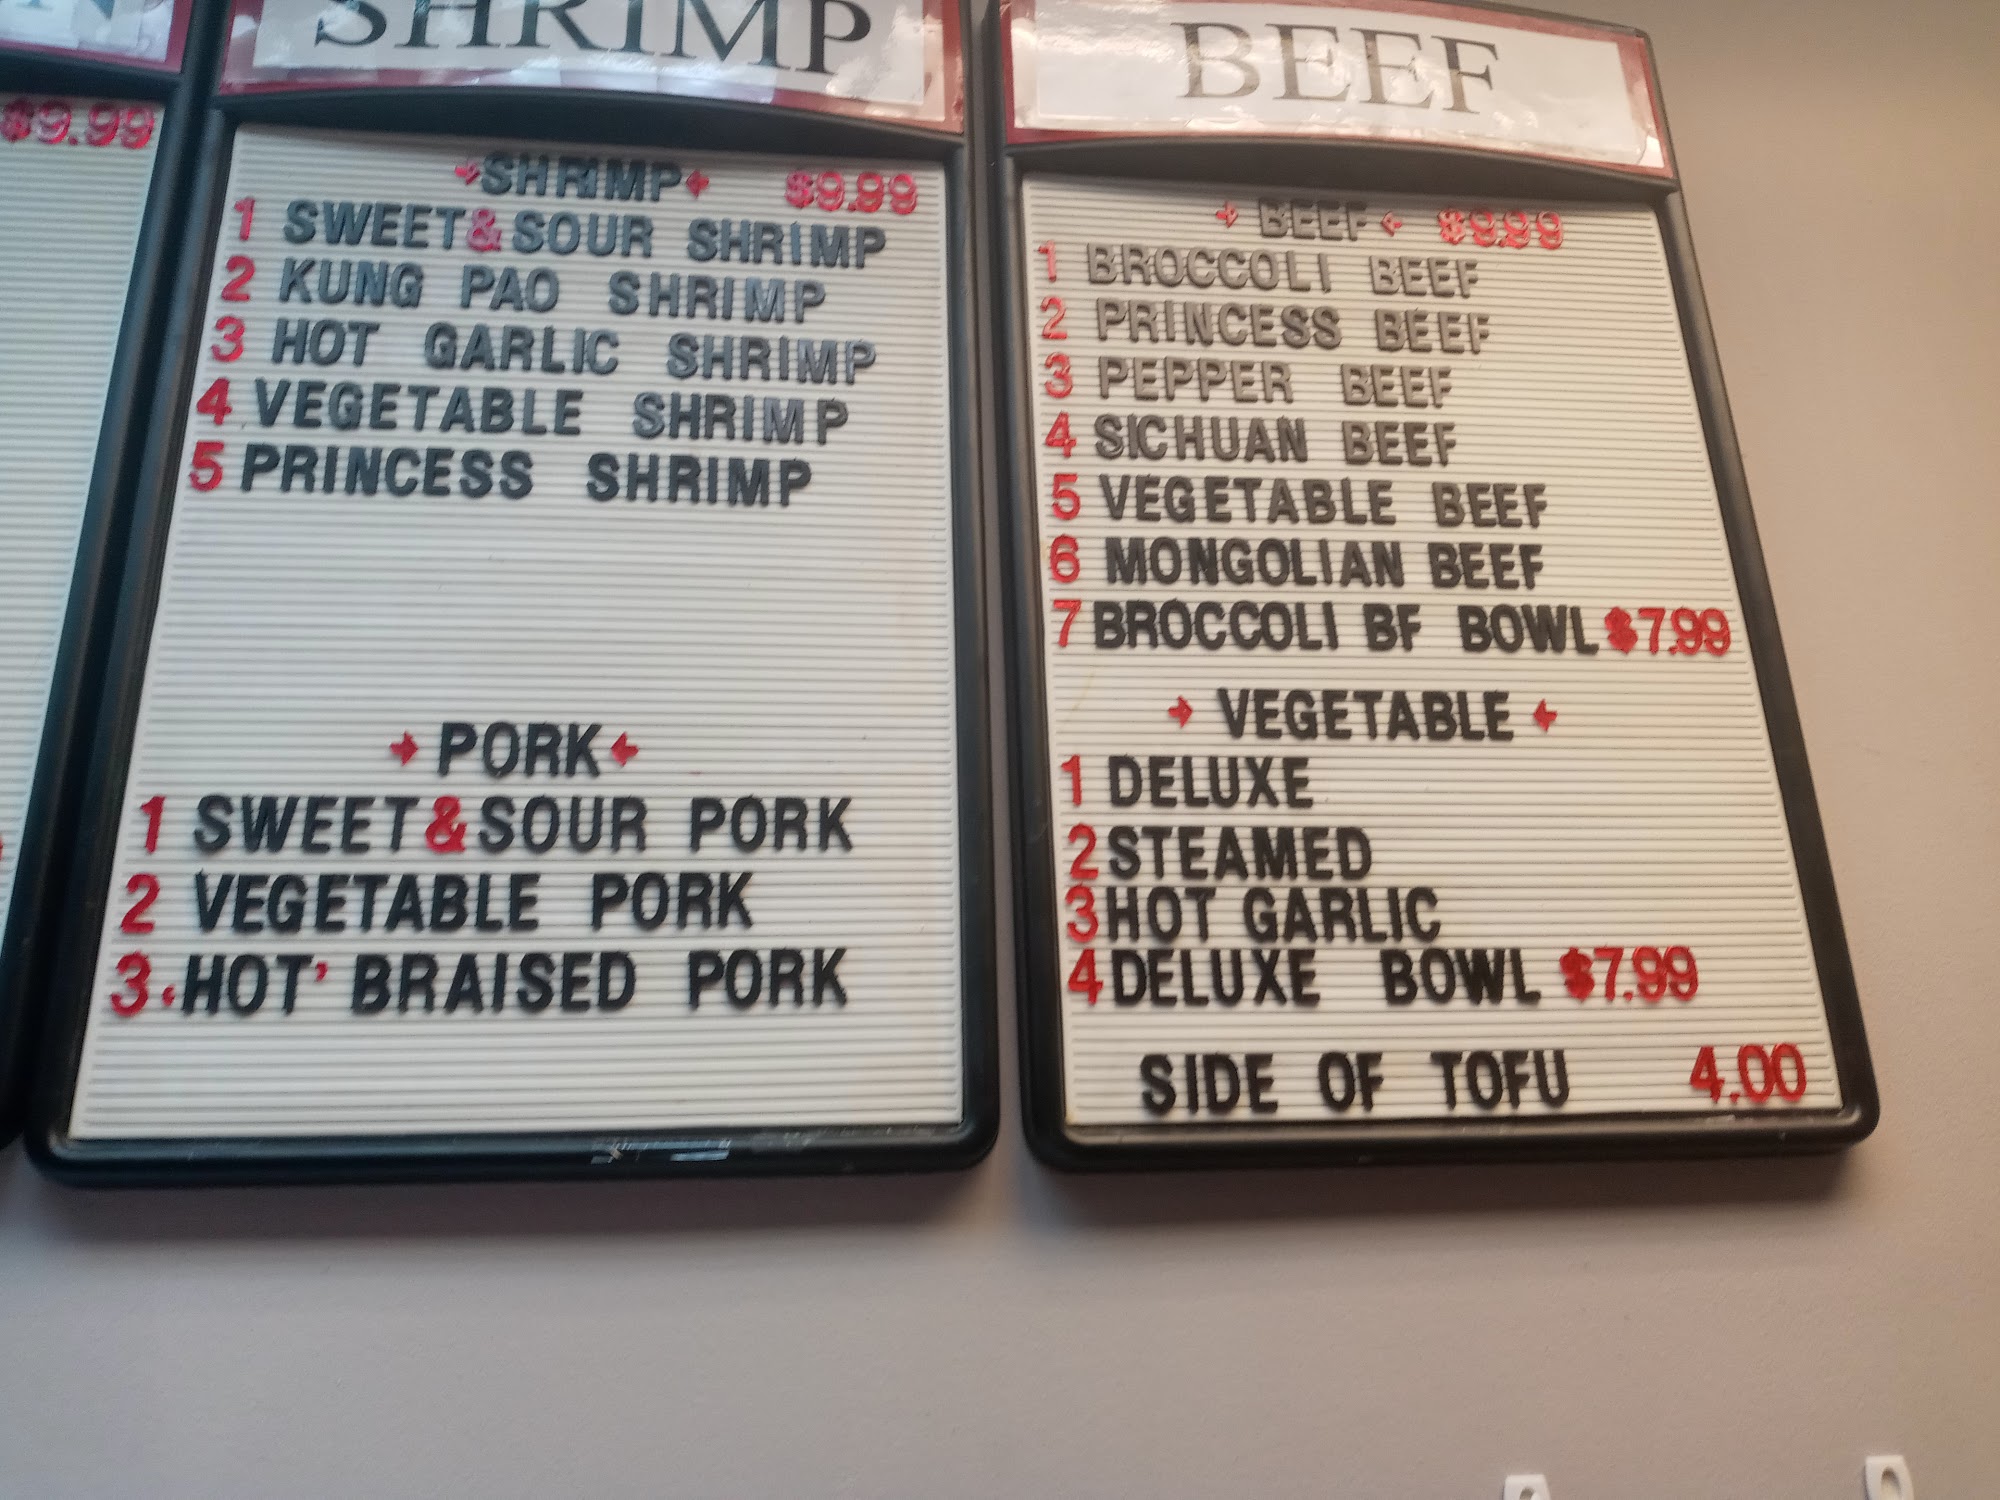 $9.99
SHRIMP
SHRIMP $9.99
1 SWEET&SOUR SHRIMP
2 KUNG PAO SHRIMP
3 HOT GARLIC SHRIMP
4 VEGETABLE SHRIMP
5 PRINCESS SHRIMP
PORK
1 SWEET&SOUR PORK
2 VEGETABLE PORK
3 HOT' BRAISED PORK
BEEF
BEEF $9.99
1 BROCCOLI BEEF
2 PRINCESS BEEF
3 PEPPER BEEF
4 SICHUAN BEEF
5 VEGETABLE BEEF
6 MONGOLIAN BEEF
7 BROCCOLI BF BOWL $7.99
VEGETABLE
1 DELUXE
2 STEAMED
3 HOT GARLIC
4 DELUXE BOWL $7.99
SIDE OF TOFU 4.00